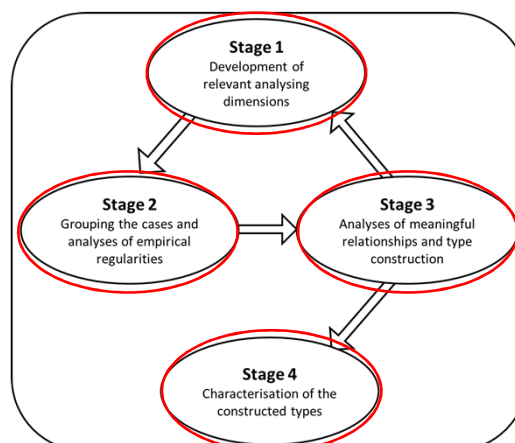 Stage 1
Development of
relevant analysing
dimensions
Stage 2
Grouping the cases and
analyses of empirical
regularities
Stage 3
Analyses of meaningful
relationships and type
construction
Stage 4
Characterisation of the
constructed types